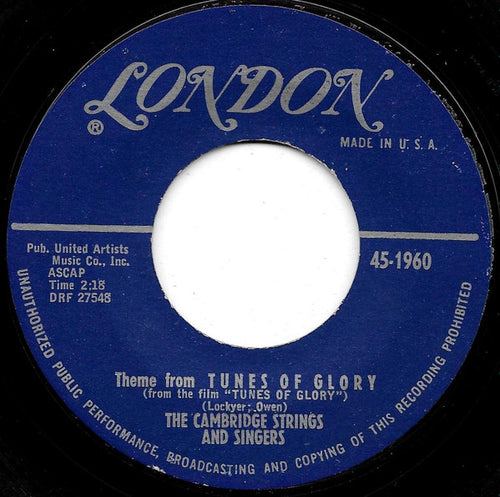 LONDON
®
MADE IN U. S. A.
Pub. United Artists
Music Co., Inc.
ASCAP
Time 2:18
DRF 27548
45-1960
Theme from TUNES OF GLORY
(from the film "TUNES OF GLORY")
(Lockyer; Owen)
THE CAMBRIDGE STRINGS
AND SINGERS
UNAUTHORIZED PUBLIC PERFORMANCE, BROADCASTING AND COPYING OF THIS RECORDING PROHIBITED